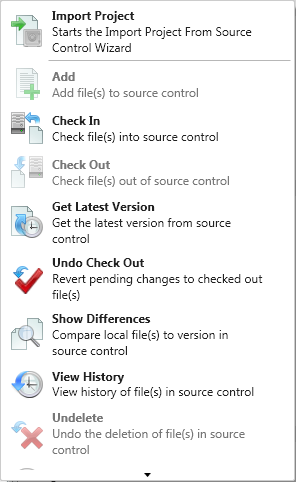 Import Project
Starts the Import Project From Source
Control Wizard
Add
Add file(s) to source control
Check In
Check file(s) into source control
Check Out
Check file(s) out of source control
Get Latest Version
Get the latest version from source
control
Undo Check Out
Revert pending changes to checked out
file(s)
Show Differences
Compare local file(s) to version in
source control
View History
View history of file(s) in source control
Undelete
Undo the deletion of file(s) in source
control